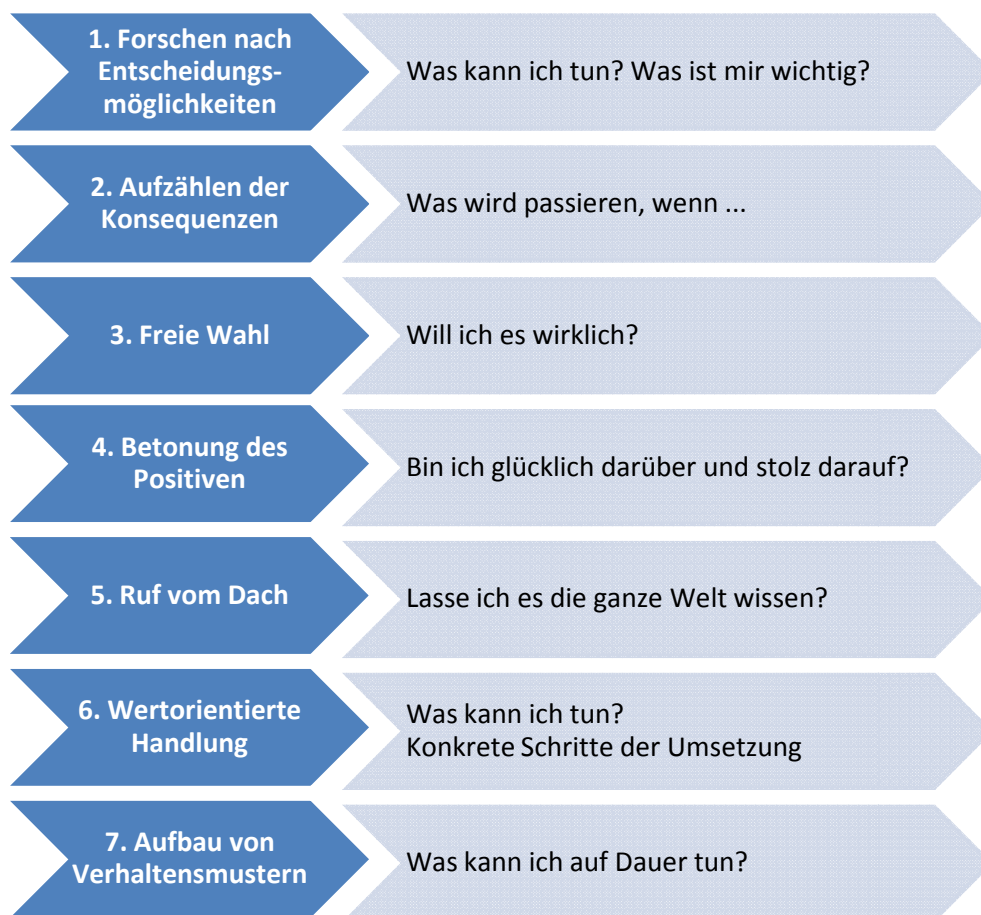 1. Forschen nach
Entscheidungs-
möglichkeiten
Was kann ich tun? Was ist mir wichtig?
2. Aufzählen der
Konsequenzen
Was wird passieren, wenn ...
3. Freie Wahl
Will ich es wirklich?
4. Betonung des
Positiven
Bin ich glücklich darüber und stolz darauf?
5. Ruf vom Dach
Lasse ich es die ganze Welt wissen?
6. Wertorientierte
Handlung
Was kann ich tun?
Konkrete Schritte der Umsetzung
7. Aufbau von
Verhaltensmustern
Was kann ich auf Dauer tun?